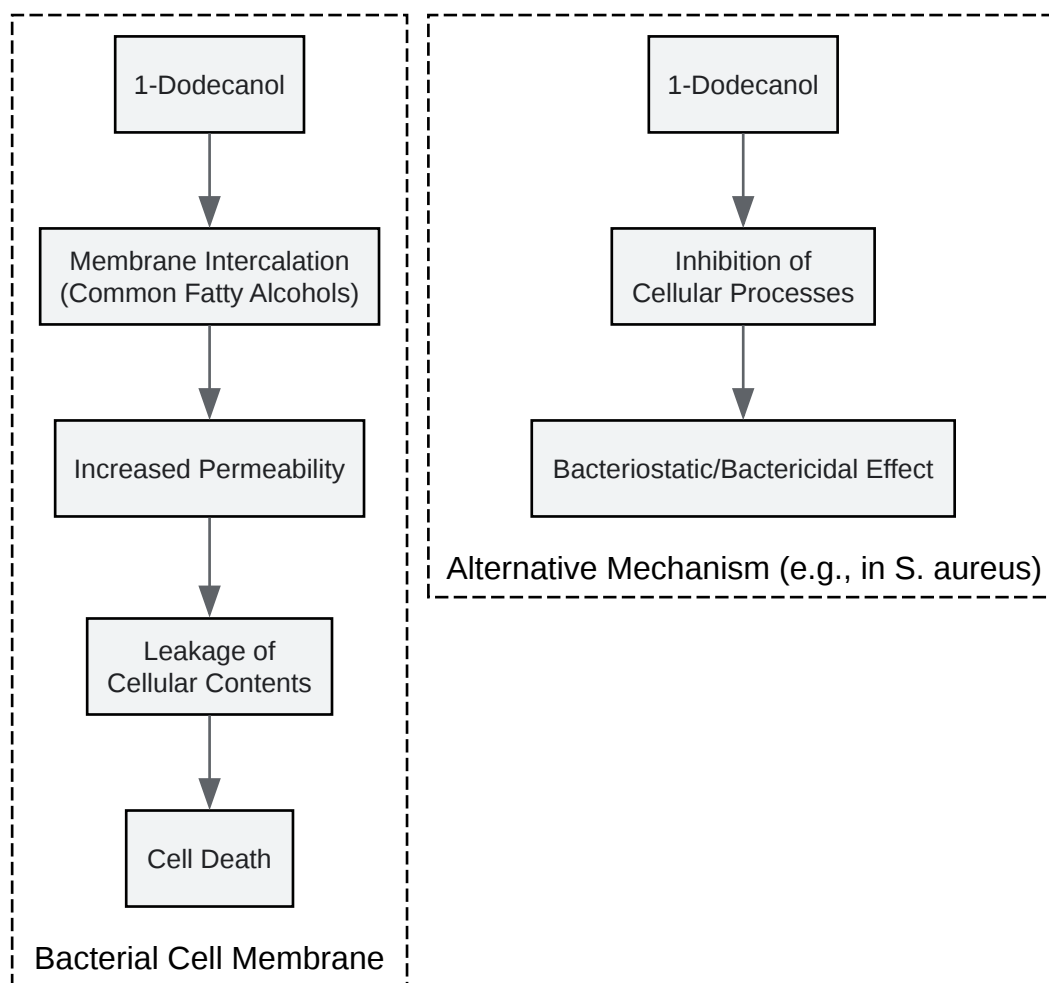 1-Dodecanol
Membrane Intercalation
(Common Fatty Alcohols)
Increased Permeability
Leakage of
Cellular Contents
Cell Death
Bacterial Cell Membrane
1-Dodecanol
Inhibition of
Cellular Processes
Bacteriostatic/Bactericidal Effect
Alternative Mechanism (e.g., in S. aureus)